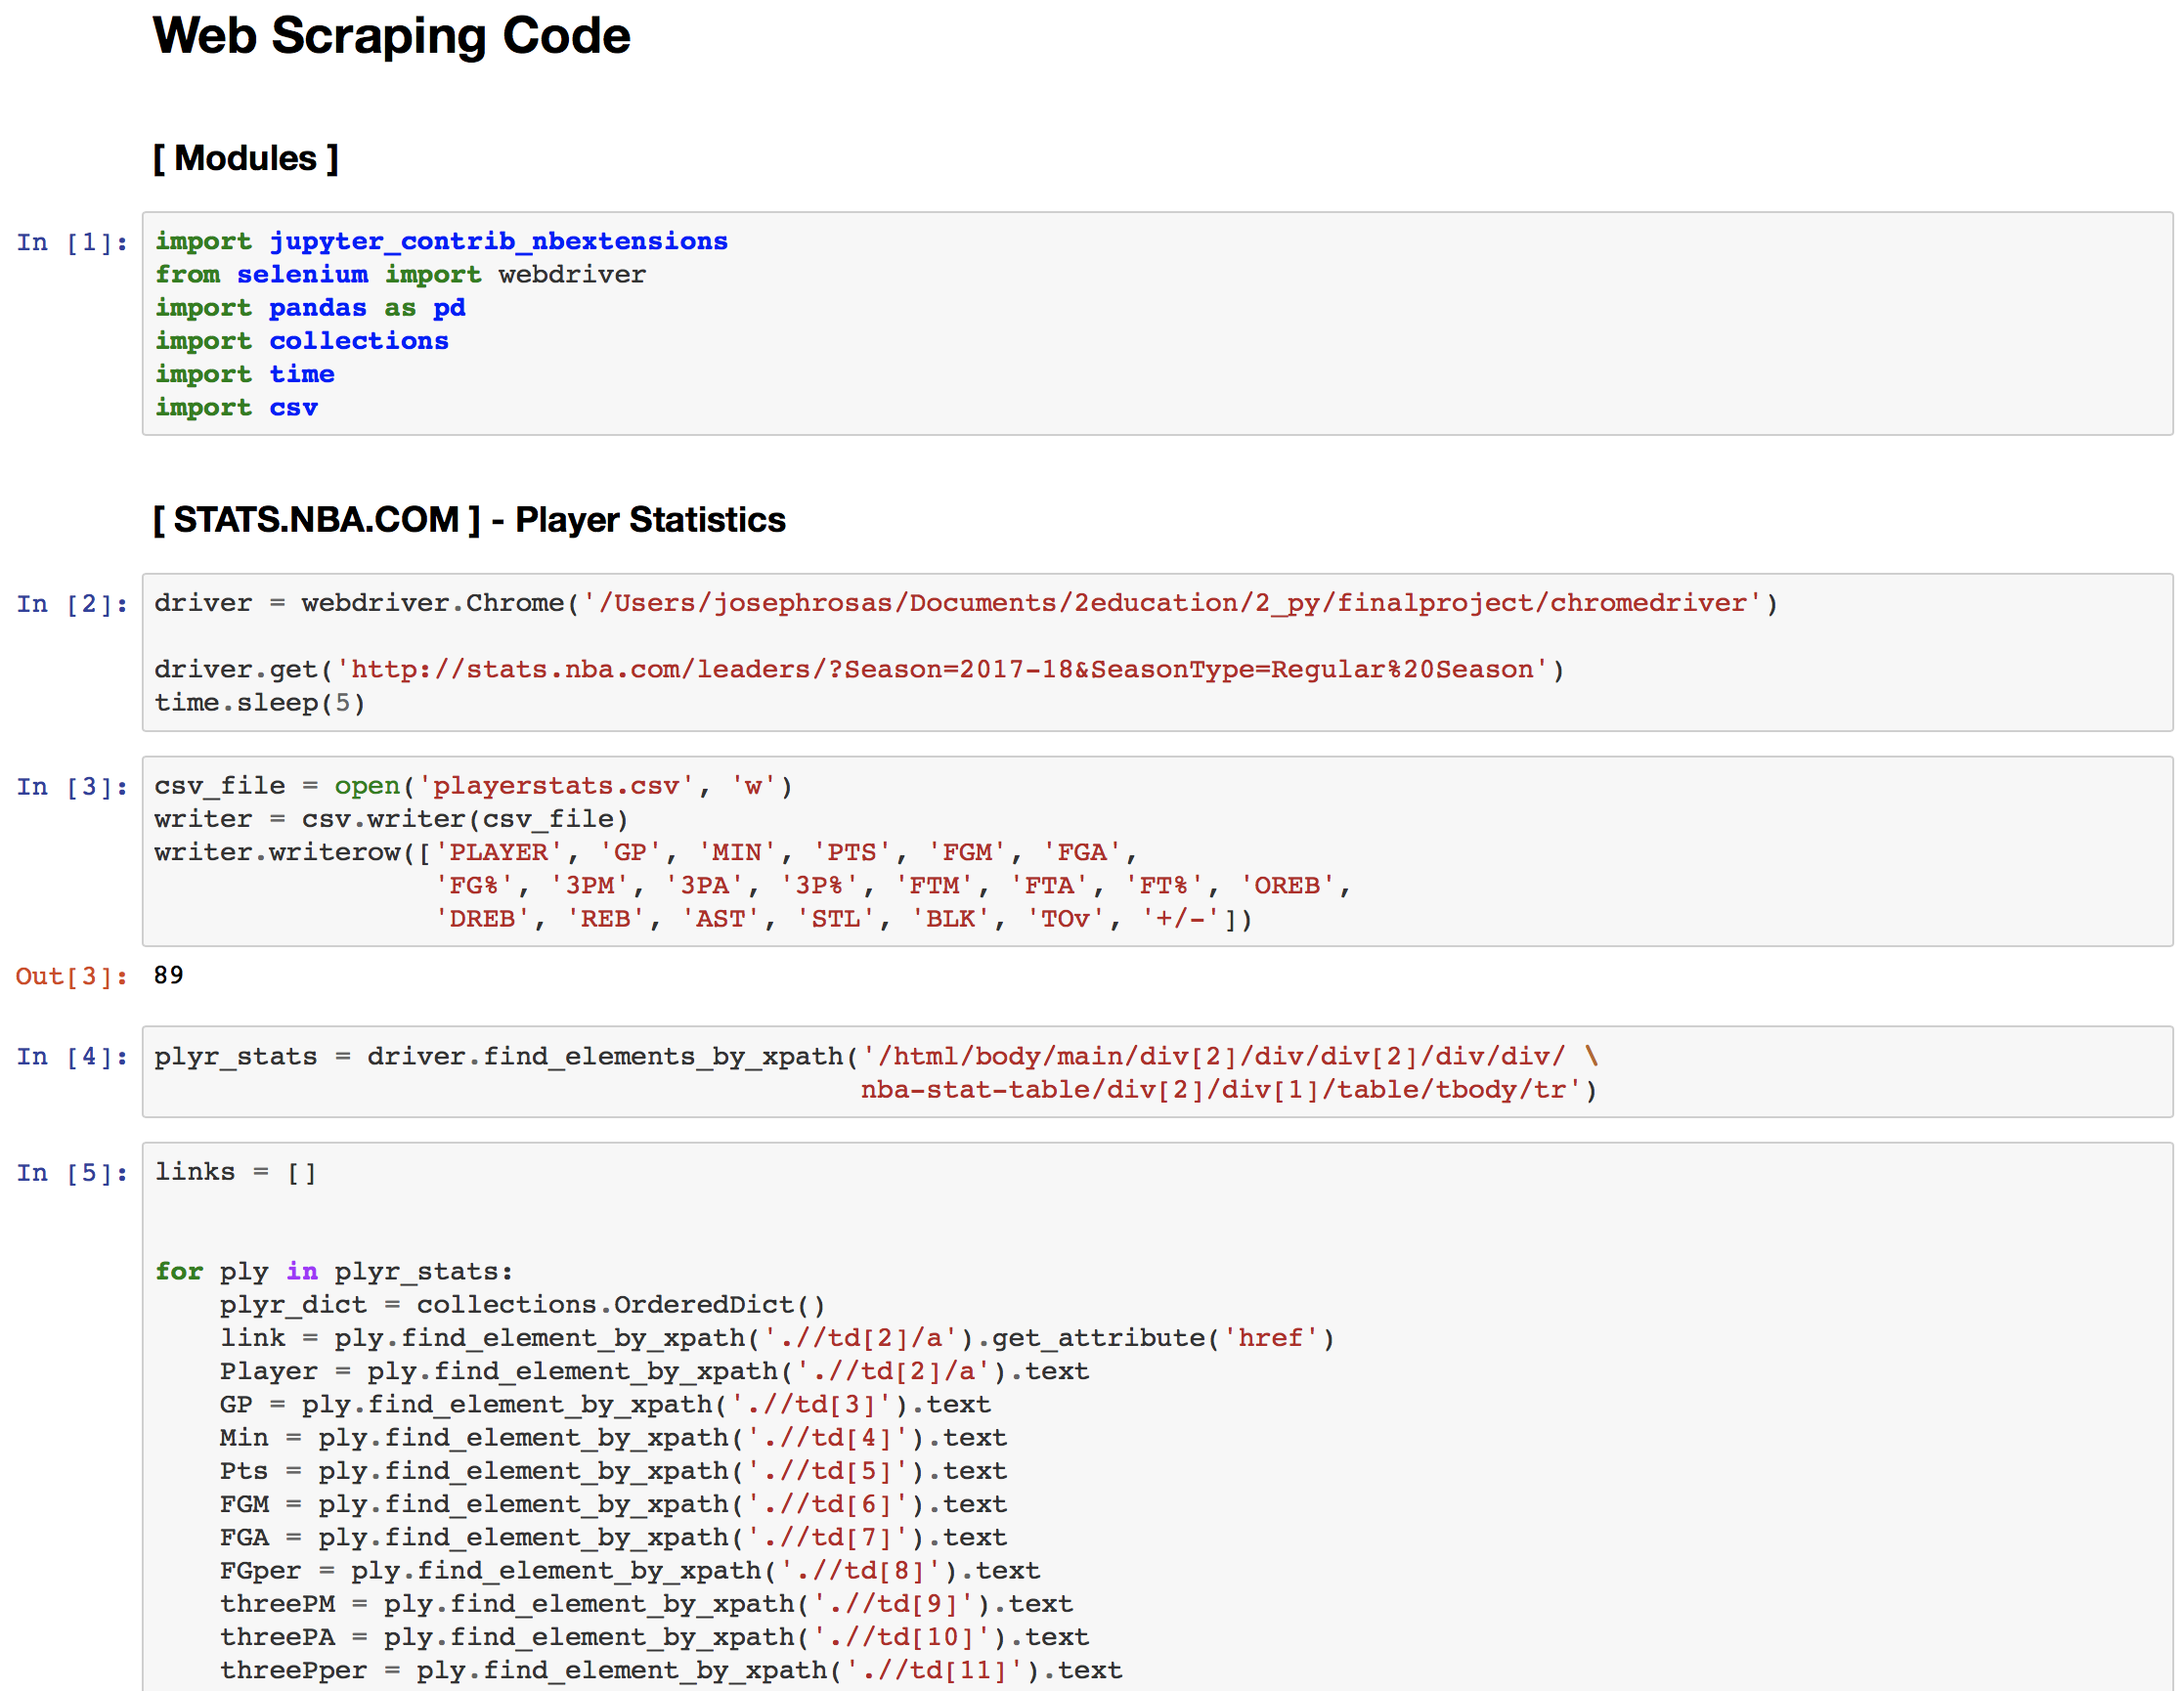 Web Scraping Code
[ Modules ]
In [1]:
import jupyter_contrib_nbextensions
from selenium import webdriver
import pandas as pd
import collections
import time
import csv
[ STATS.NBA.COM ] - Player Statistics
In [2]:
driver = webdriver.Chrome('/Users/josephrosas/Documents/2education/2_py/finalproject/chromedriver')
driver.get('http://stats.nba.com/leaders/?Season=2017-18&SeasonType=Regular%20Season')
time.sleep(5)
In [3]:
csv_file = open('playerstats.csv', 'w')
writer = csv.writer(csv_file)
writer.writerow(['PLAYER', 'GP', 'MIN', 'PTS', 'FGM', 'FGA',
'FG%', '3PM', '3PA', '3P%', 'FTM', 'FTA', 'FT%', 'OREB',
'DREB', 'REB', 'AST', 'STL', 'BLK', 'TOv', '+/-'])
Out[3]: 89
In [4]:
plyr_stats = driver.find_elements_by_xpath('/html/body/main/div[2]/div/div[2]/div/div/ \
nba-stat-table/div[2]/div[1]/table/tbody/tr')
In [5]:
links = []
for ply in plyr_stats:
plyr_dict = collections.OrderedDict()
link = ply.find_element_by_xpath('.//td[2]/a').get_attribute('href')
Player = ply.find_element_by_xpath('.//td[2]/a').text
GP = ply.find_element_by_xpath('.//td[3]').text
Min = ply.find_element_by_xpath('.//td[4]').text
Pts = ply.find_element_by_xpath('.//td[5]').text
FGM = ply.find_element_by_xpath('.//td[6]').text
FGA = ply.find_element_by_xpath('.//td[7]').text
FGper = ply.find_element_by_xpath('.//td[8]').text
threePM = ply.find_element_by_xpath('.//td[9]').text
threePA = ply.find_element_by_xpath('.//td[10]').text
threePper = ply.find_element_by_xpath('.//td[11]').text